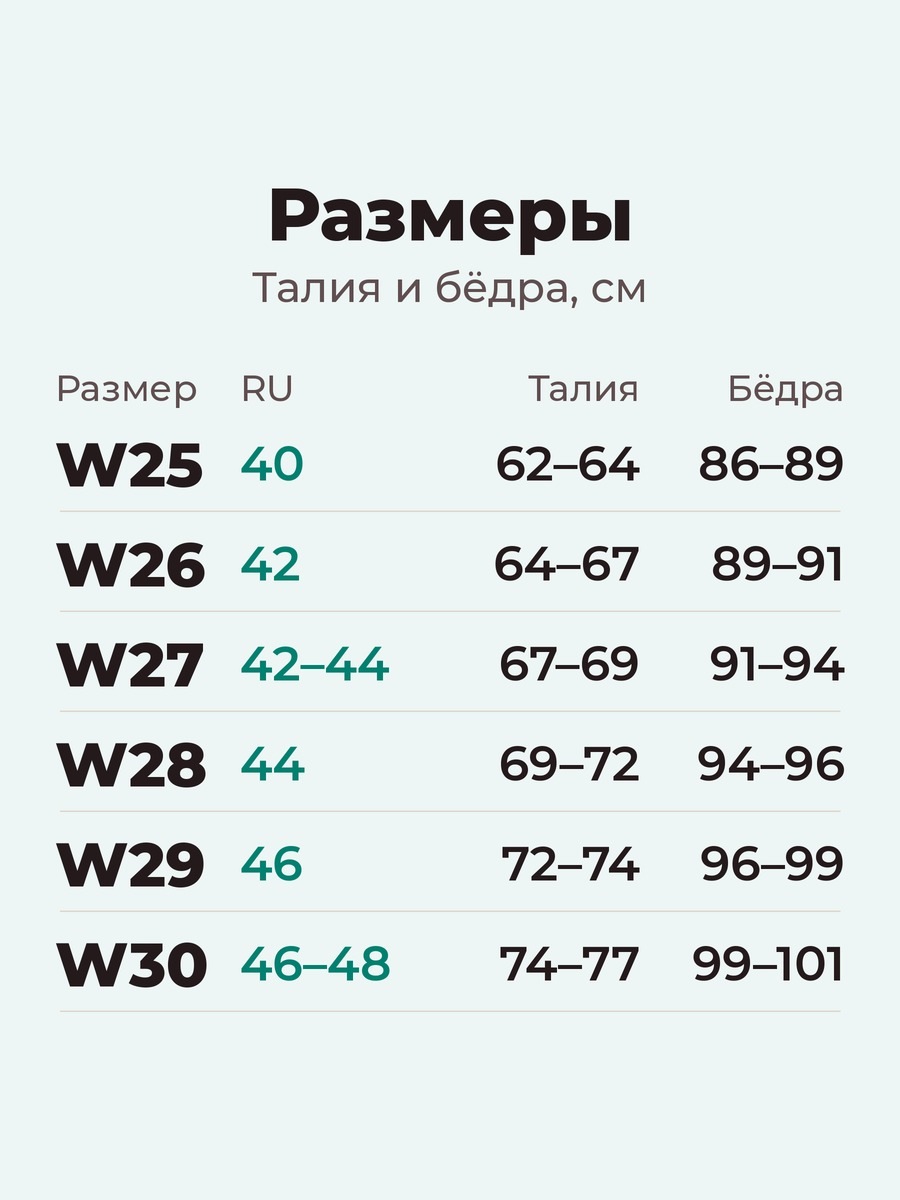 Размеры
Талия и бёдра, см
Размер RU Талия Бёдра
W25 40 62–64 86–89
W26 42 64–67 89–91
W27 42–44 67–69 91–94
W28 44 69–72 94–96
W29 46 72–74 96–99
W30 46–48 74–77 99–101